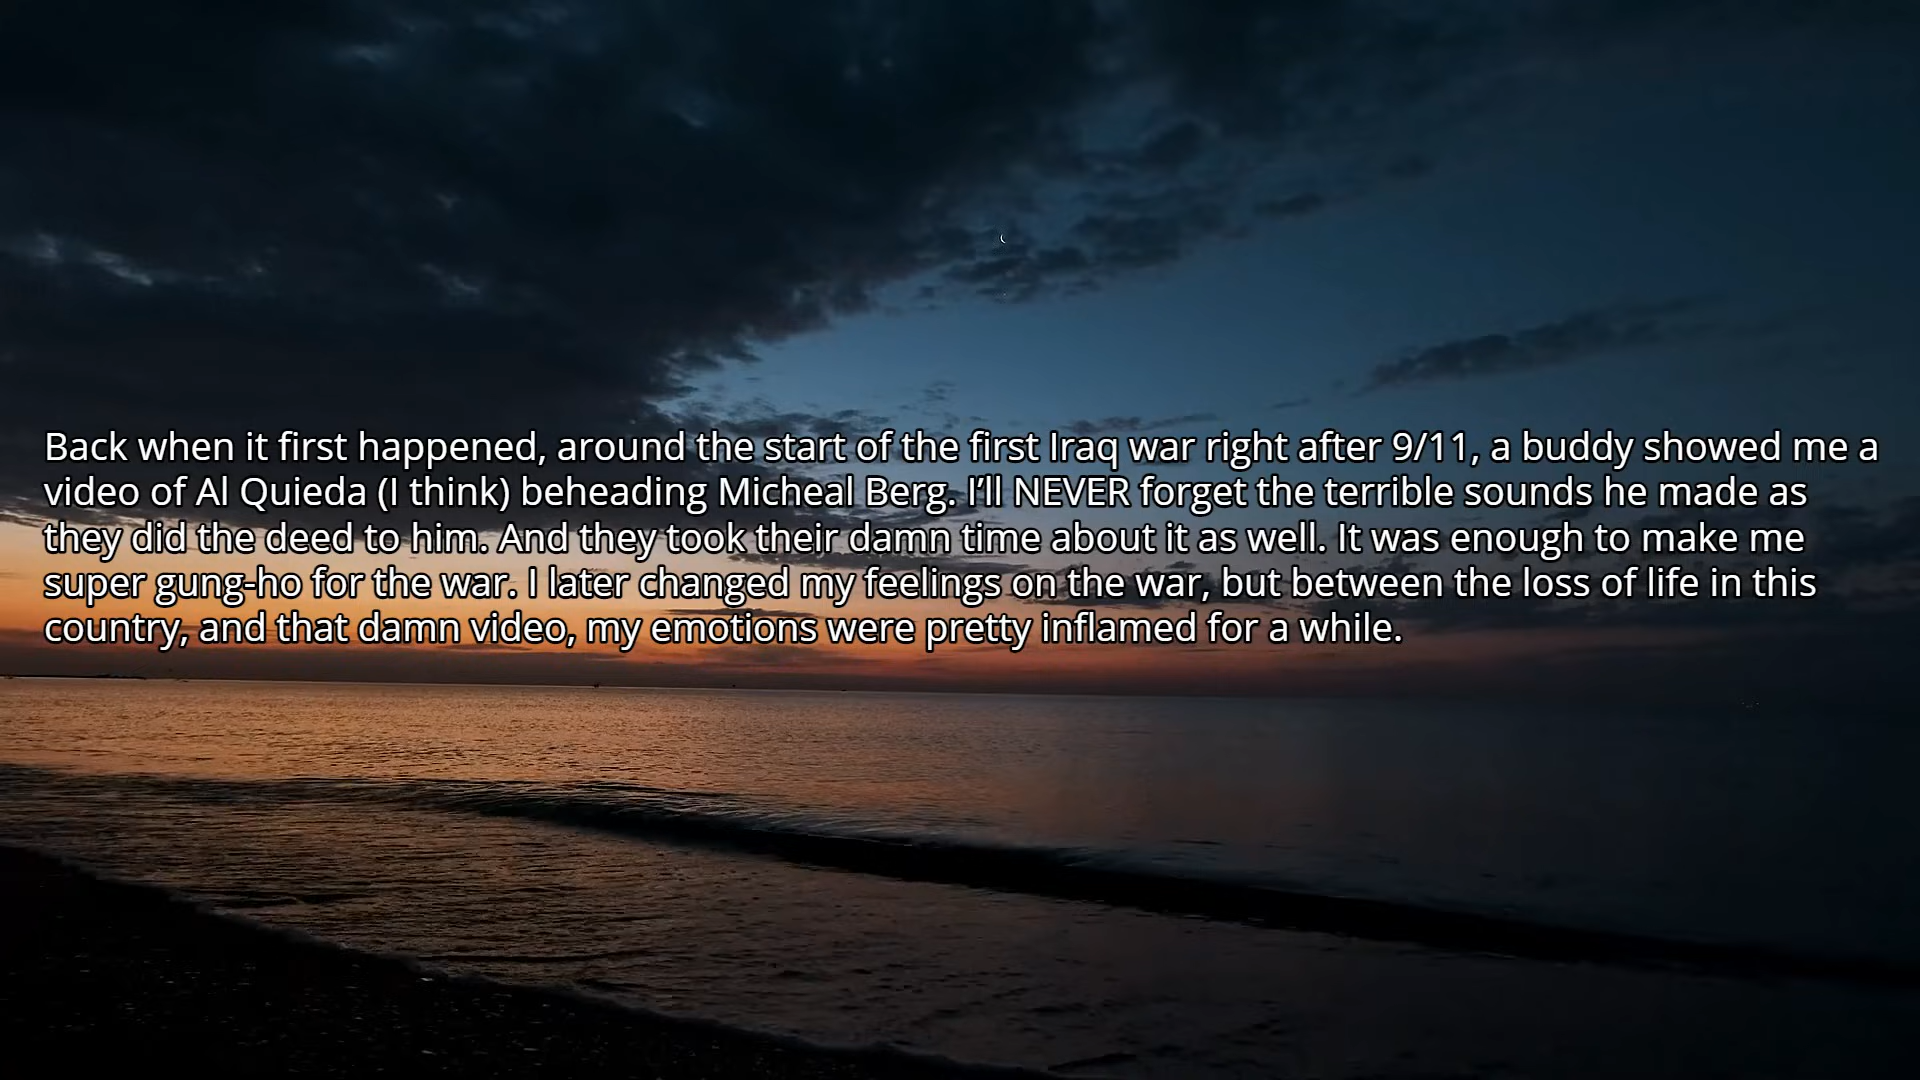 Back when it first happened, around the start of the first Iraq war right after 9/11, a buddy showed me a
video of Al Quieda (I think) beheading Micheal Berg. I’ll NEVER forget the terrible sounds he made as
they did the deed to him. And they took their damn time about it as well. It was enough to make me
super gung-ho for the war. I later changed my feelings on the war, but between the loss of life in this
country, and that damn video, my emotions were pretty inflamed for a while.